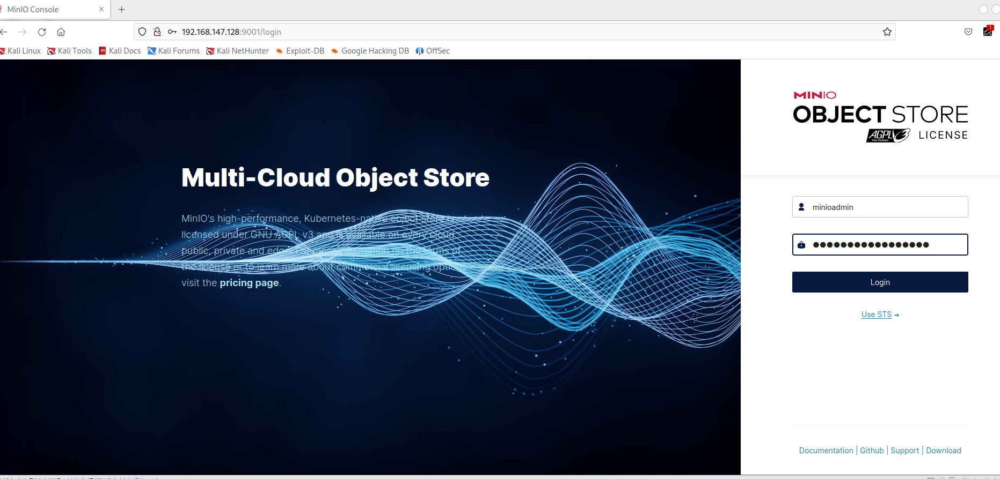 MinIO Console
192.168.147.128:9001/login
1
Kali Linux Kali Tools Kali Docs Kali Forums Kali NetHunter Exploit-DB Google Hacking DB OffSec
MINIO
OBJECT STORE
AGPLv3 LICENSE
Free Software
Multi-Cloud Object Store
MinIO's high-performance, Kubernetes-native object store is
licensed under GNU AGPL v3 and is available on every cloud -
public, private and edge. For more information on the terms of
the license or to learn more about commercial licensing options
visit the pricing page.
minioadmin
Login
Use STS
Documentation | Github | Support | Download